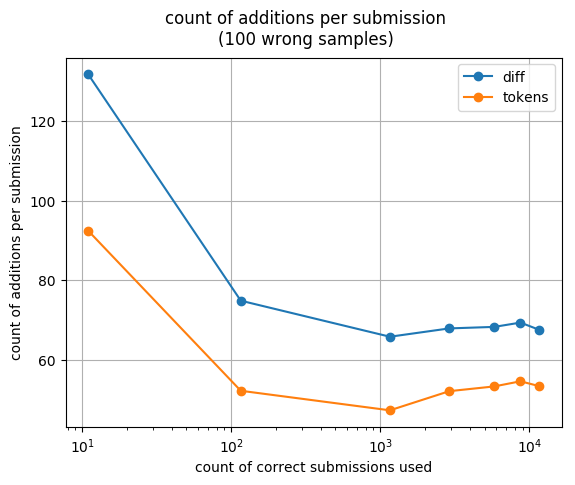 count of additions per submission
(100 wrong samples)
diff
tokens
count of additions per submission
120
100
80
60
10¹
10²
10³
10⁴
count of correct submissions used